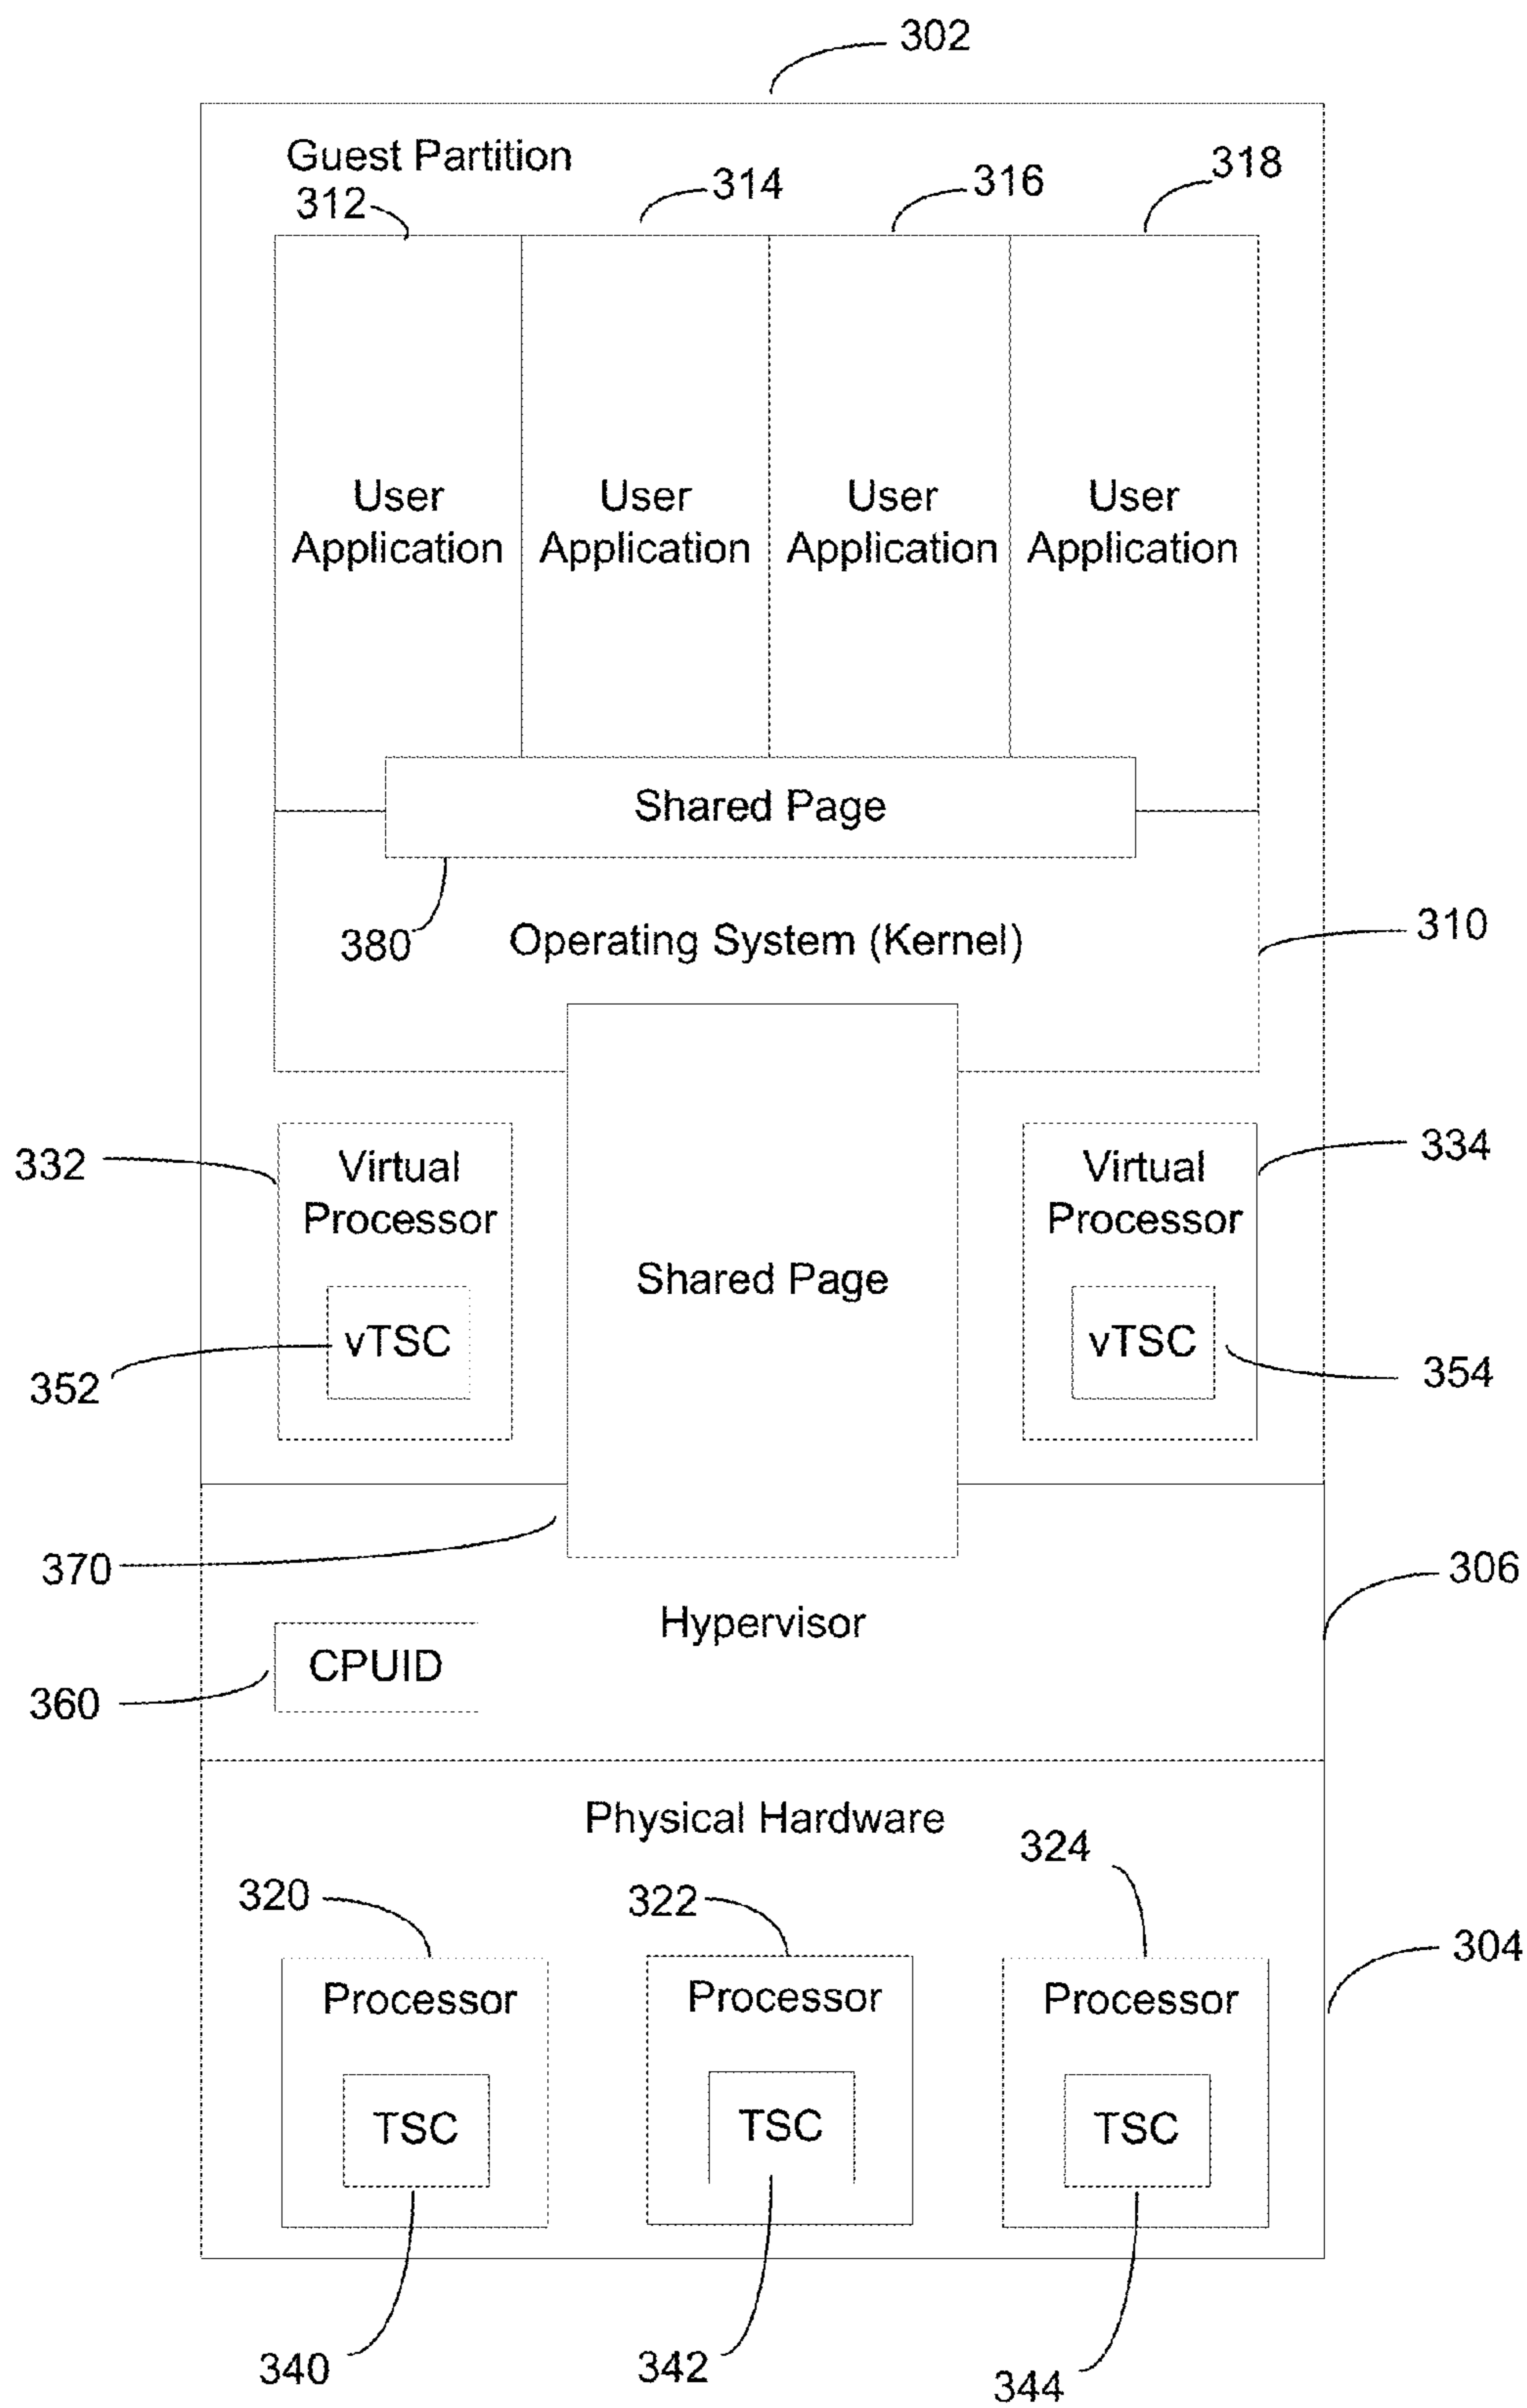 302
Guest Partition
312
314
316
318
User
Application
User
Application
User
Application
User
Application
Shared Page
380
Operating System (Kernel)
310
332
Virtual
Processor
vTSC
352
Shared Page
Virtual
Processor
vTSC
334
354
370
306
Hypervisor
CPUID
360
Physical Hardware
320
322
324
304
Processor
TSC
Processor
TSC
Processor
TSC
340
342
344